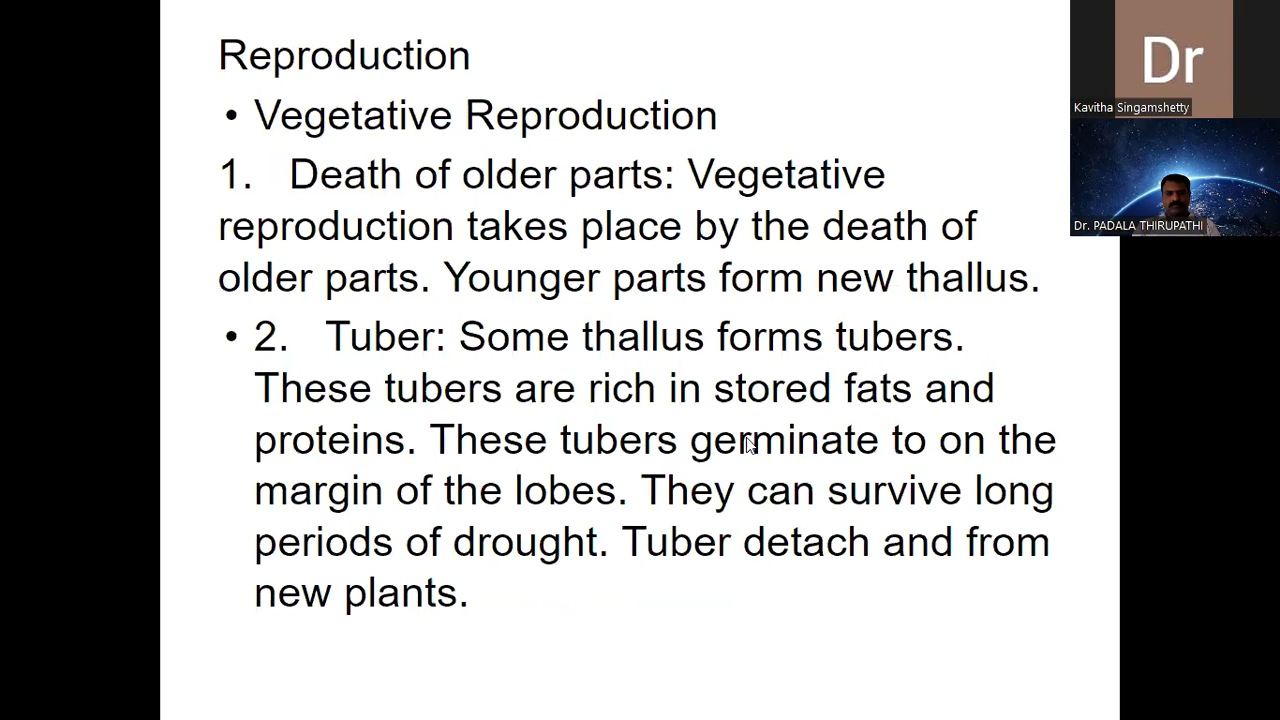 Reproduction
• Vegetative Reproduction
1. Death of older parts: Vegetative
reproduction takes place by the death of
older parts. Younger parts form new thallus.
• 2. Tuber: Some thallus forms tubers.
These tubers are rich in stored fats and
proteins. These tubers germinate to on the
margin of the lobes. They can survive long
periods of drought. Tuber detach and from
new plants.
Dr
Kavitha Singamshetty
Dr. PADALA THIRUPATHI